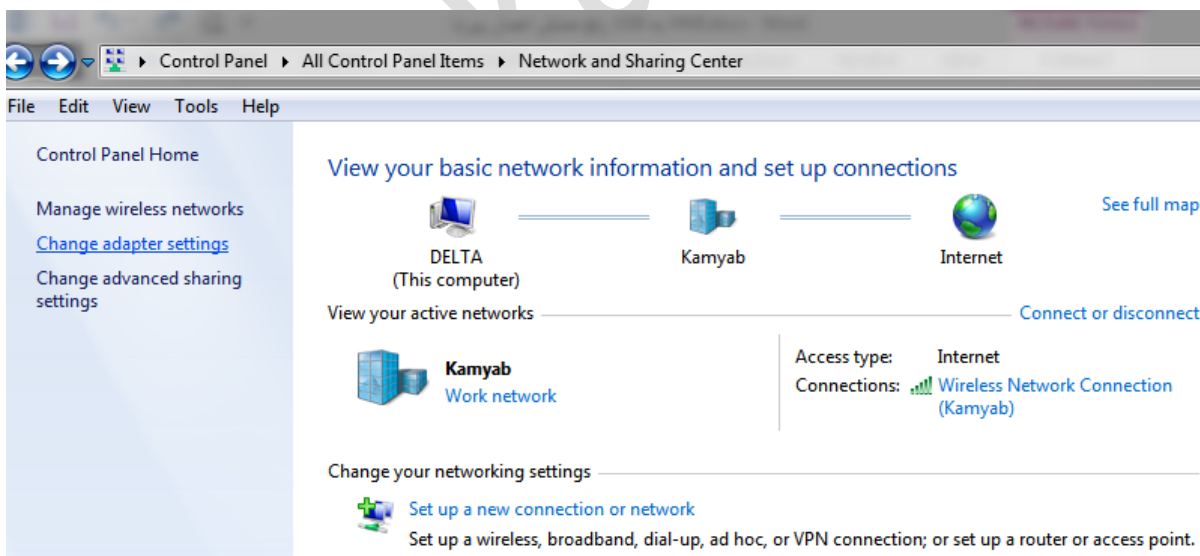 Control Panel ▸ All Control Panel Items ▸ Network and Sharing Center
File Edit View Tools Help
Control Panel Home
Manage wireless networks
Change adapter settings
Change advanced sharing
settings
View your basic network information and set up connections
See full map
DELTA
(This computer)
Kamyab
Internet
View your active networks
Connect or disconnect
Kamyab
Work network
Access type: Internet
Connections: Wireless Network Connection
(Kamyab)
Change your networking settings
Set up a new connection or network
Set up a wireless, broadband, dial-up, ad hoc, or VPN connection; or set up a router or access point.